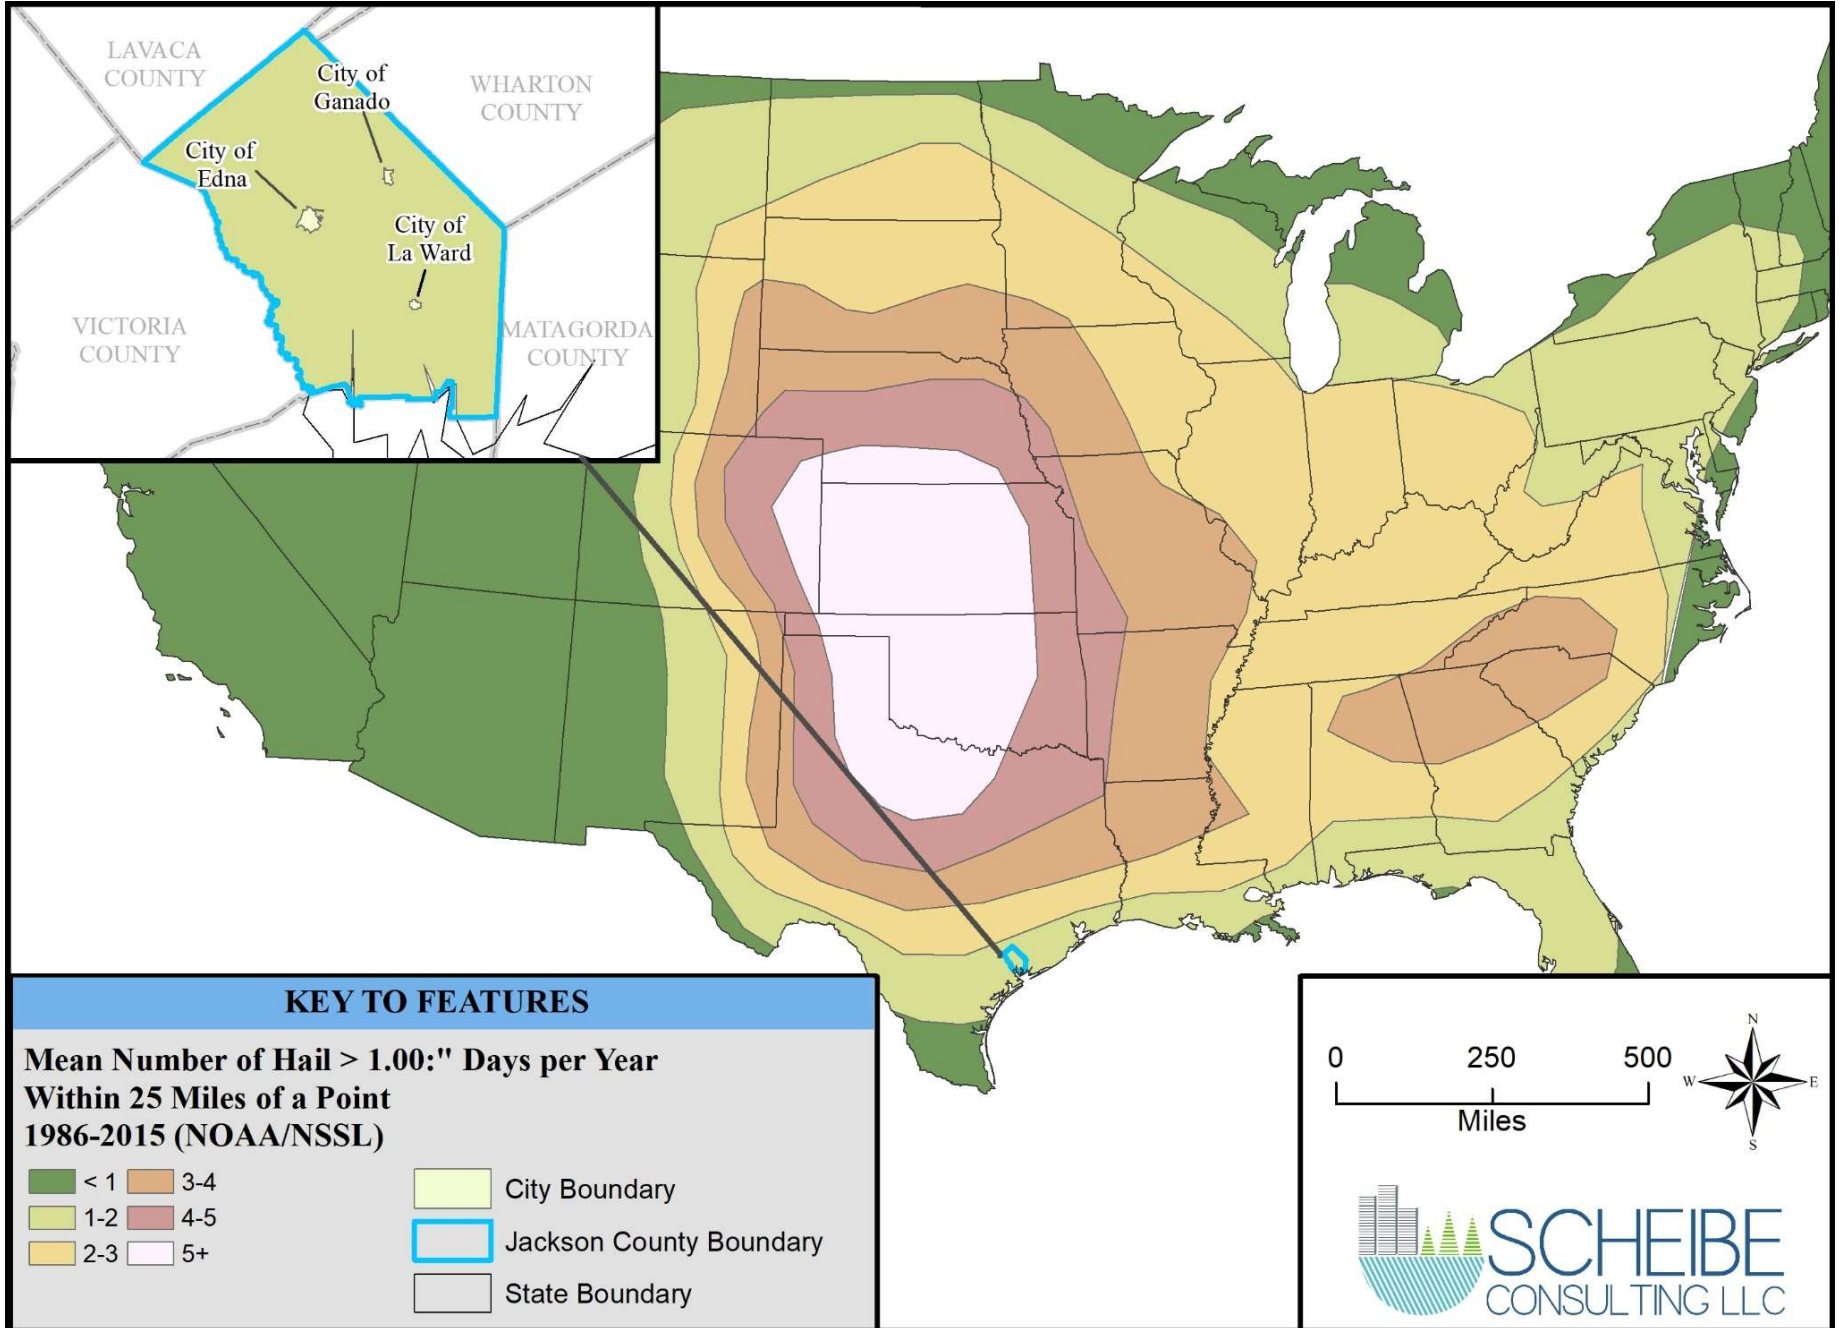 LAVACA
COUNTY
City of
Ganado
WHARTON
COUNTY
City of
Edna
City of
La Ward
VICTORIA
COUNTY
MATAGORDA
COUNTY
KEY TO FEATURES
Mean Number of Hail > 1.00:" Days per Year
Within 25 Miles of a Point
1986-2015 (NOAA/NSSL)
< 1
3-4
1-2
4-5
2-3
5+
City Boundary
Jackson County Boundary
State Boundary
0 250 500
Miles
N
W E
S
SCHEIBE
CONSULTING LLC